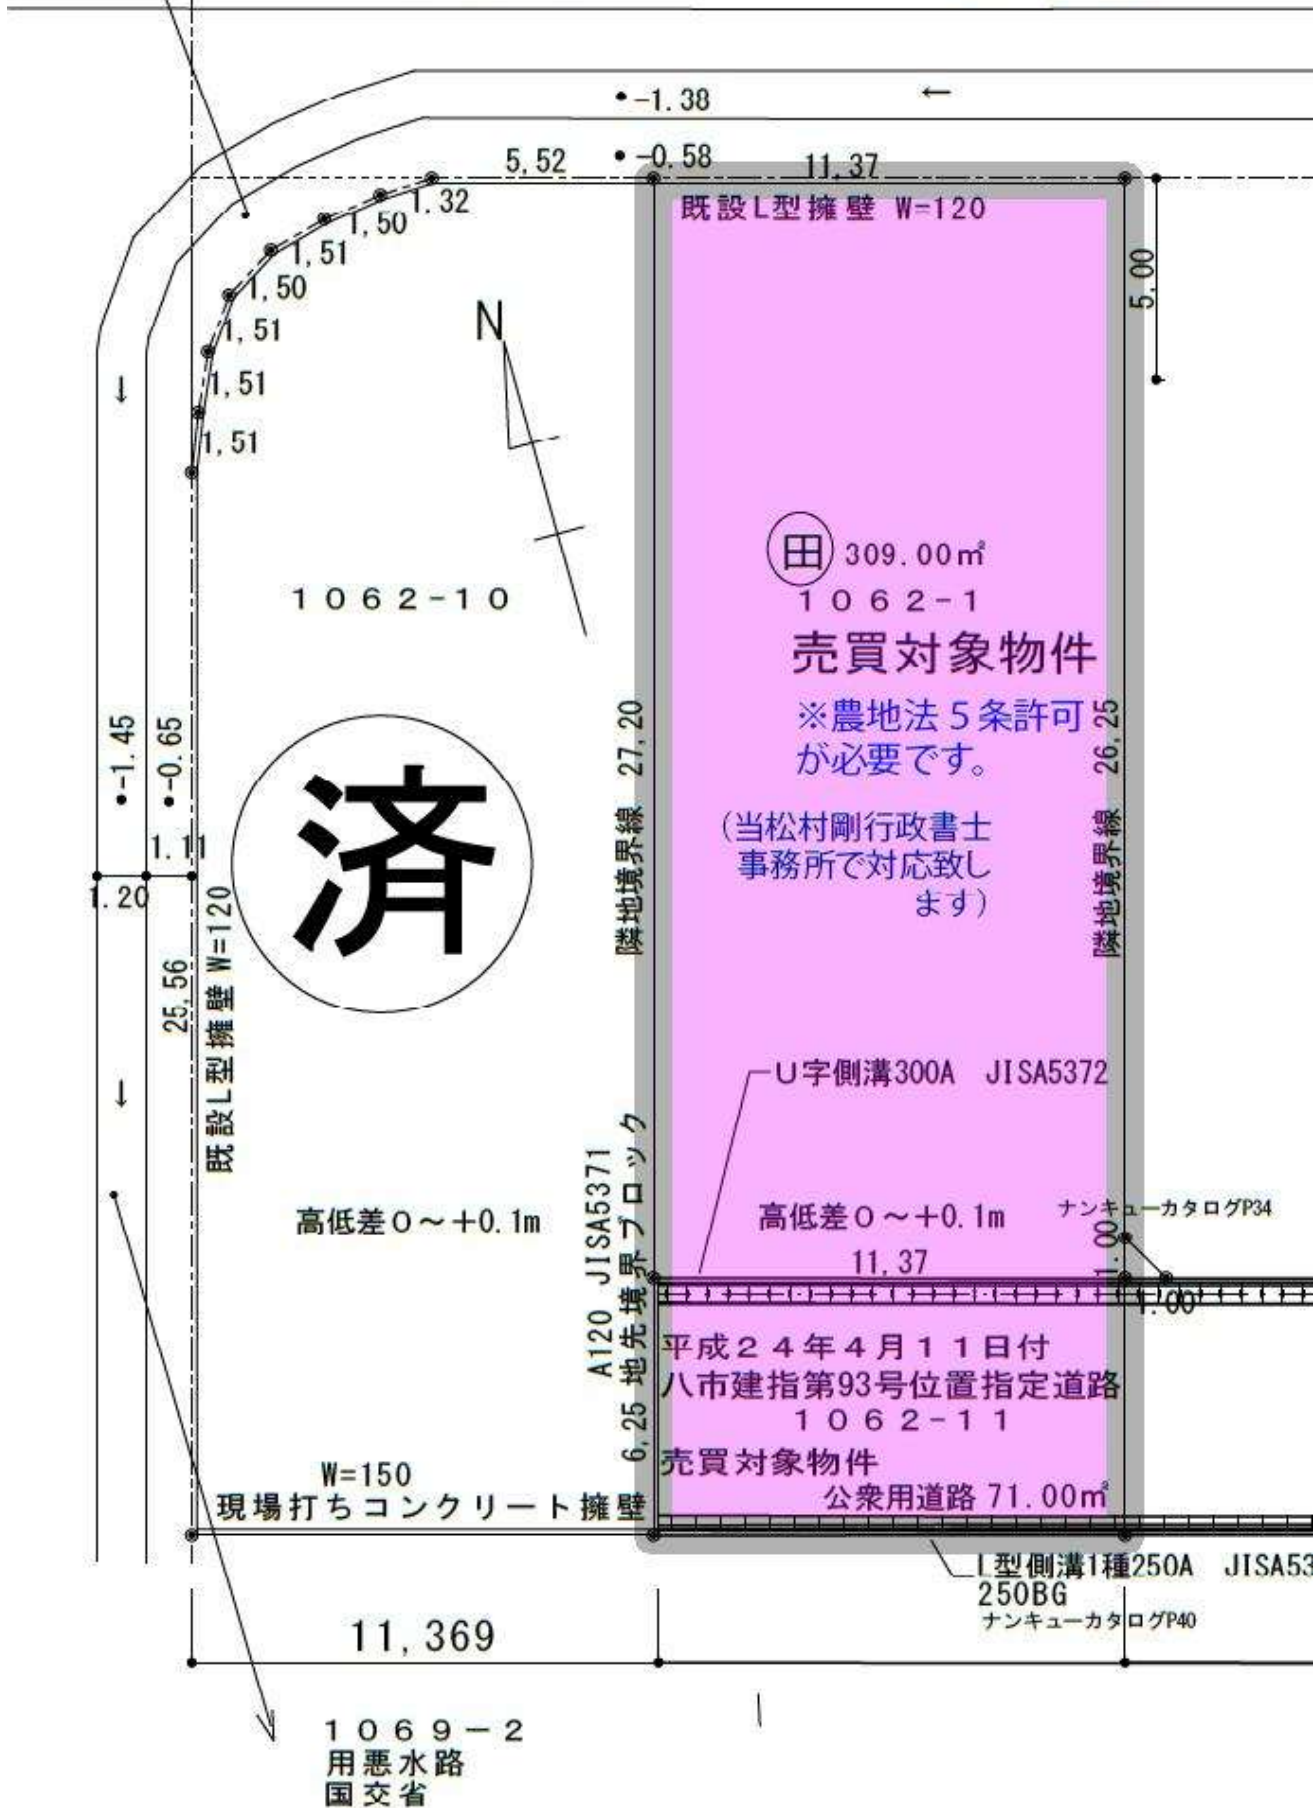 -1.38
←
5,52
-0.58
11,37
既設L型擁壁 W=120
1.32
1,50
1,51
1,50
1,51
1,51
1,51
5.00
N
田 309.00㎡
1062-1
売買対象物件
※農地法5条許可
が必要です。
(当松村剛行政書士
事務所で対応致し
ます)
1062-10
済
隣地境界線 27,20
隣地境界線 26,25
-1.45
-0.65
1.11
1.20
25,56
既設L型擁壁 W=120
U字側溝300A JISA5372
高低差0~+0.1m
高低差0~+0.1m
ナンキューカタログP34
11,37
1.00
1.00
A120 JISA5371
6,25 地先境界ブロック
平成24年4月11日付
八市建指第93号位置指定道路
1062-11
売買対象物件
公衆用道路 71.00㎡
W=150
現場打ちコンクリート擁壁
L型側溝1種250A JISA53
250BG
ナンキューカタログP40
11,369
1069-2
用悪水路
国交省